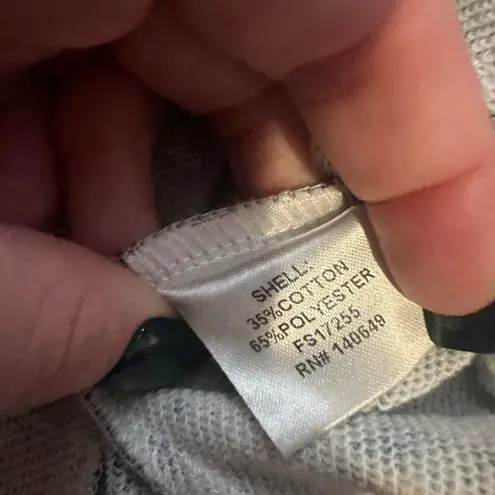 SHELL:
35%COTTON
65%POLYESTER
FS17255
RN# 140649